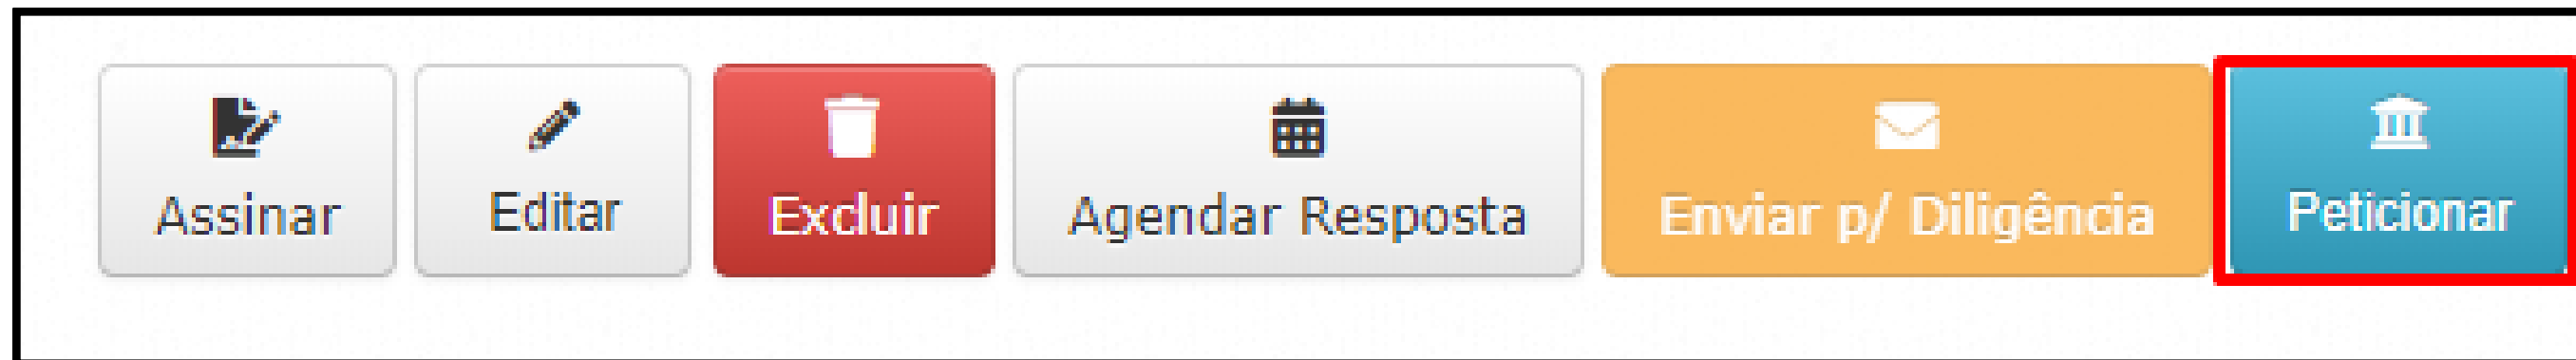 Assinar
Editar
Excluir
Agendar Resposta
Enviar p/ Diligência
Peticionar